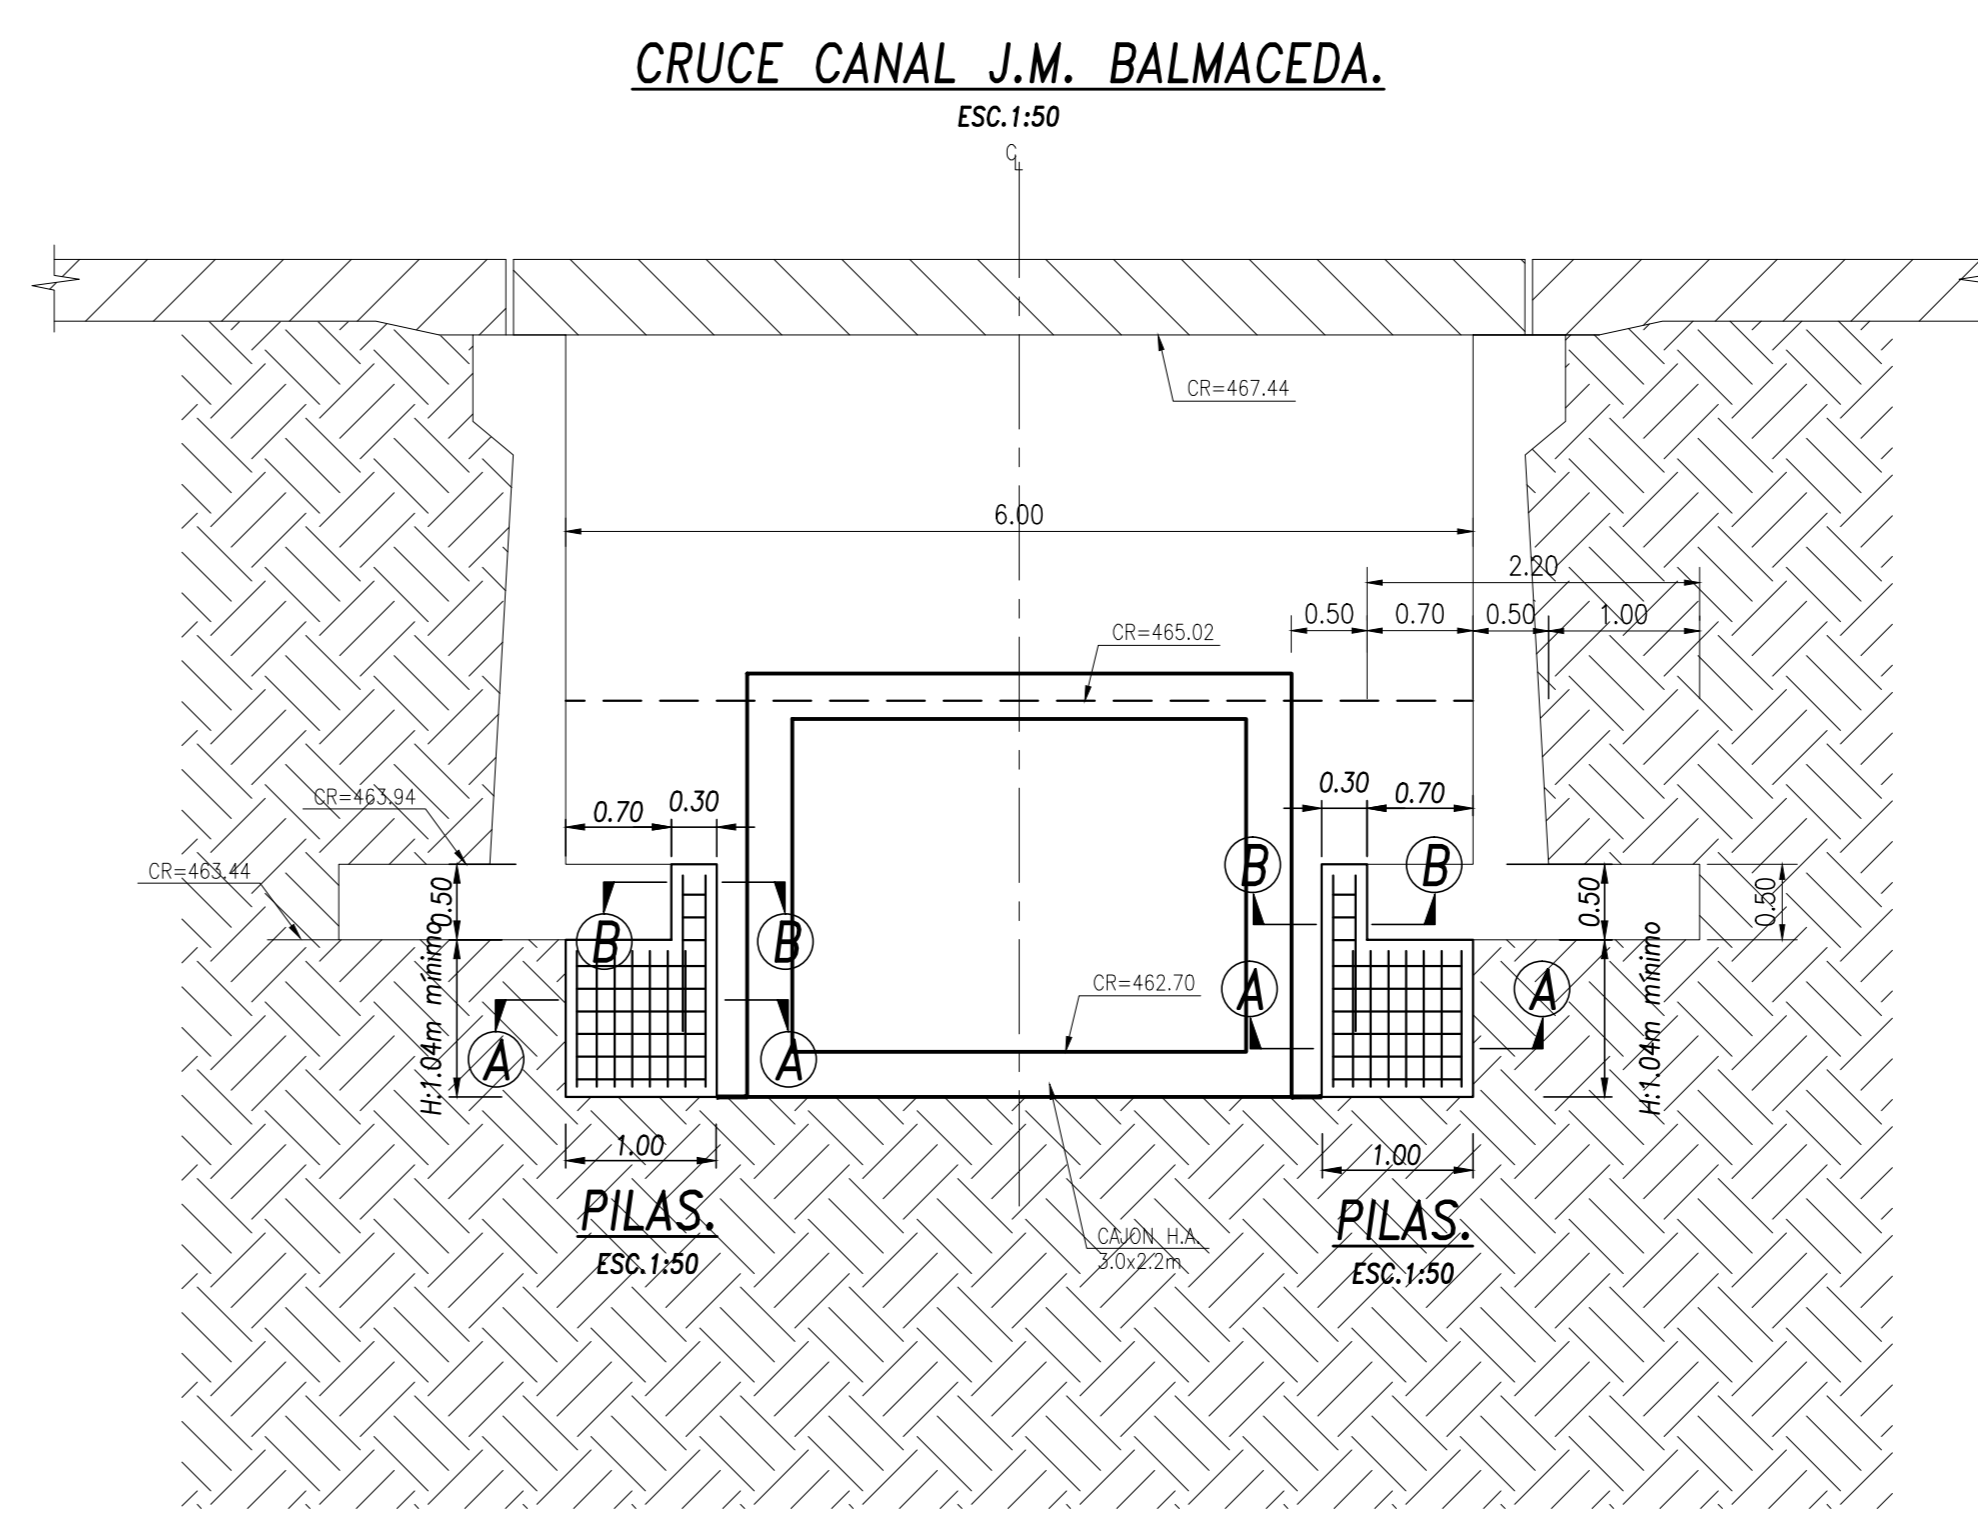 CRUCE CANAL J.M. BALMACEDA.
ESC.1:50
CL
CR=467.44
6.00
2.20
0.50
0.70
0.50
1.00
CR=465.02
CR=463.94
0.70
0.30
0.30
0.70
CR=463.44
B
B
0.50
0.50
0.50
B
B
H:1.04m mínimo
CR=462.70
A
A
H:1.04m mínimo
A
A
1.00
1.00
PILAS.
ESC.1:50
PILAS.
ESC.1:50
CAJON H.A.
3.0x2.2m